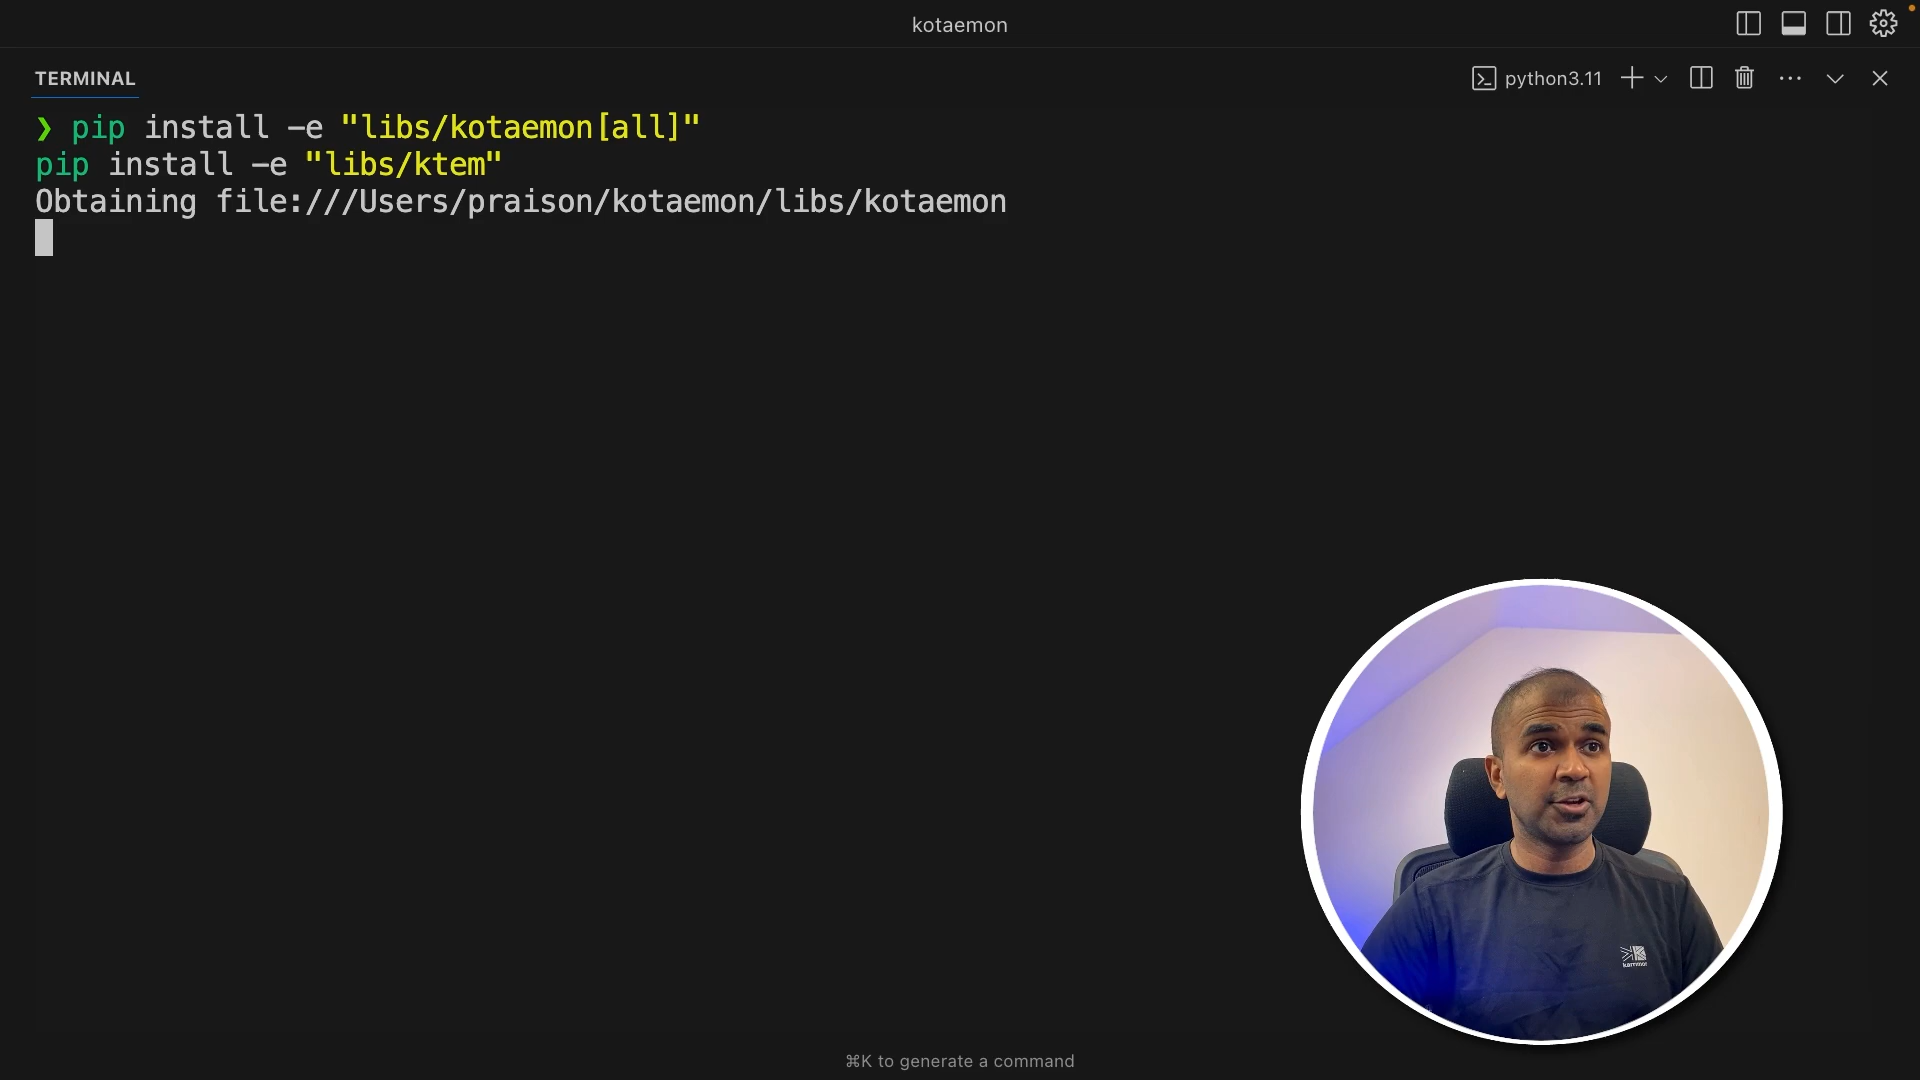 kotaemon
TERMINAL
python3.11
❯ pip install -e "libs/kotaemon[all]"
pip install -e "libs/ktem"
Obtaining file:///Users/praison/kotaemon/libs/kotaemon
karrimor
⌘K to generate a command